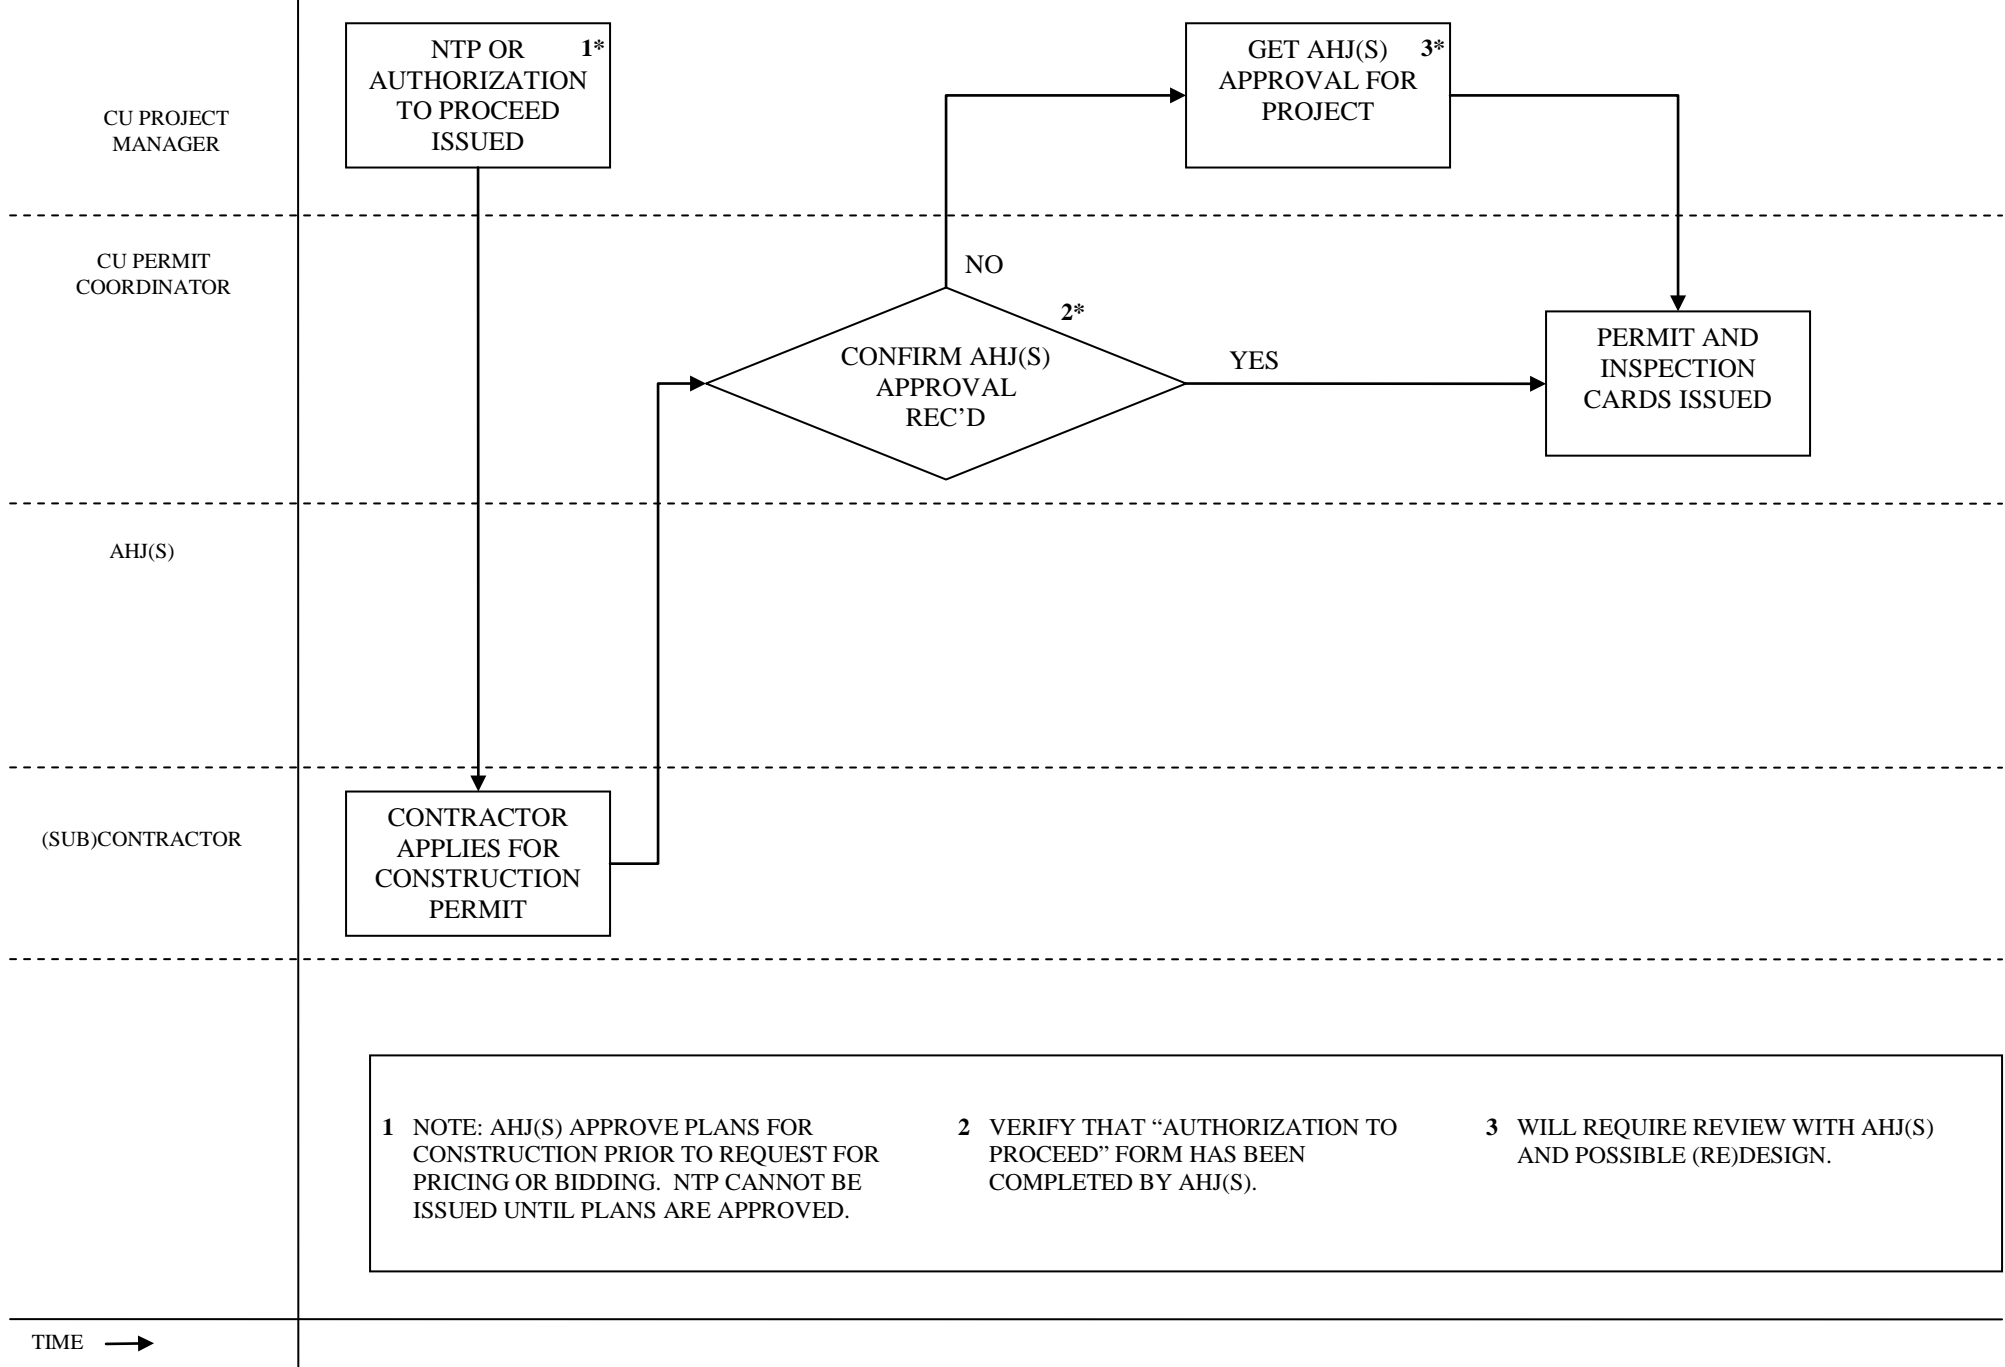 CU PROJECT
MANAGER
NTP OR
AUTHORIZATION
TO PROCEED
ISSUED
1*
GET AHJ(S)
APPROVAL FOR
PROJECT
3*
CU PERMIT
COORDINATOR
NO
2*
CONFIRM AHJ(S)
APPROVAL
REC’D
YES
PERMIT AND
INSPECTION
CARDS ISSUED
AHJ(S)
(SUB)CONTRACTOR
CONTRACTOR
APPLIES FOR
CONSTRUCTION
PERMIT
1 NOTE: AHJ(S) APPROVE PLANS FOR
CONSTRUCTION PRIOR TO REQUEST FOR
PRICING OR BIDDING. NTP CANNOT BE
ISSUED UNTIL PLANS ARE APPROVED.
2 VERIFY THAT “AUTHORIZATION TO
PROCEED” FORM HAS BEEN
COMPLETED BY AHJ(S).
3 WILL REQUIRE REVIEW WITH AHJ(S)
AND POSSIBLE (RE)DESIGN.
TIME